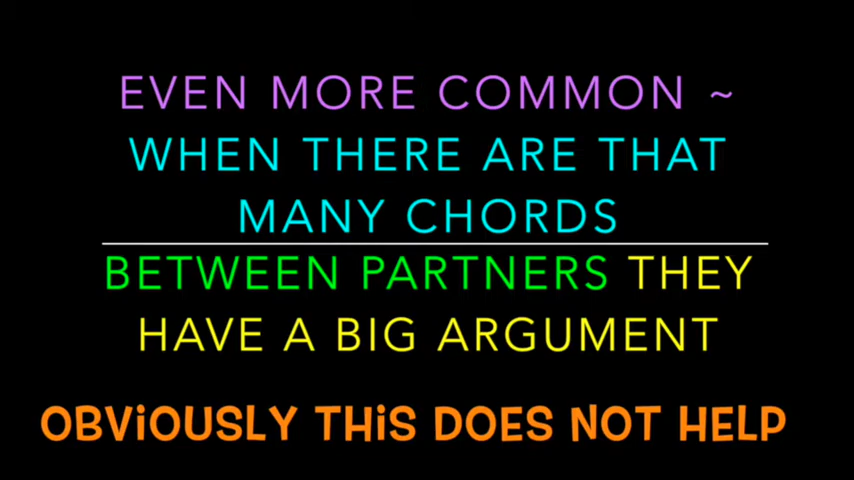 EVEN MORE COMMON ~
WHEN THERE ARE THAT
MANY CHORDS
BETWEEN PARTNERS THEY
HAVE A BIG ARGUMENT
OBViOUSLY THiS DOES NOT HELP